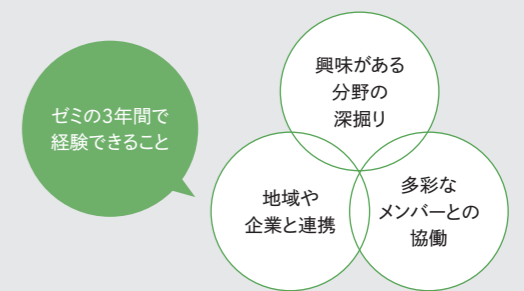 ゼミの3年間で
経験できること
興味がある
分野の
深掘り
地域や
企業と連携
多彩な
メンバーとの
協働